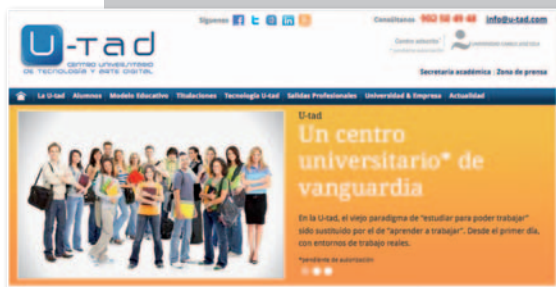 Síguenos
Consúltanos 902 50 49 48 info@u-tad.com
U-tad
CENTRO UNIVERSITARIO
DE TECNOLOGÍA Y ARTE DIGITAL
Centro adscrito*
Secretaría académica | Zona de prensa
La U-tad Alumnos Modelo Educativo Titulaciones Tecnología U-tad Salidas Profesionales Universidad & Empresa Actualidad
U-tad
Un centro
universitario* de
vanguardia
En la U-tad, el viejo paradigma de "estudiar para poder trabajar"
sido sustituido por el de "aprender a trabajar". Desde el primer día,
con entornos de trabajo reales.
*pendiente de autorización